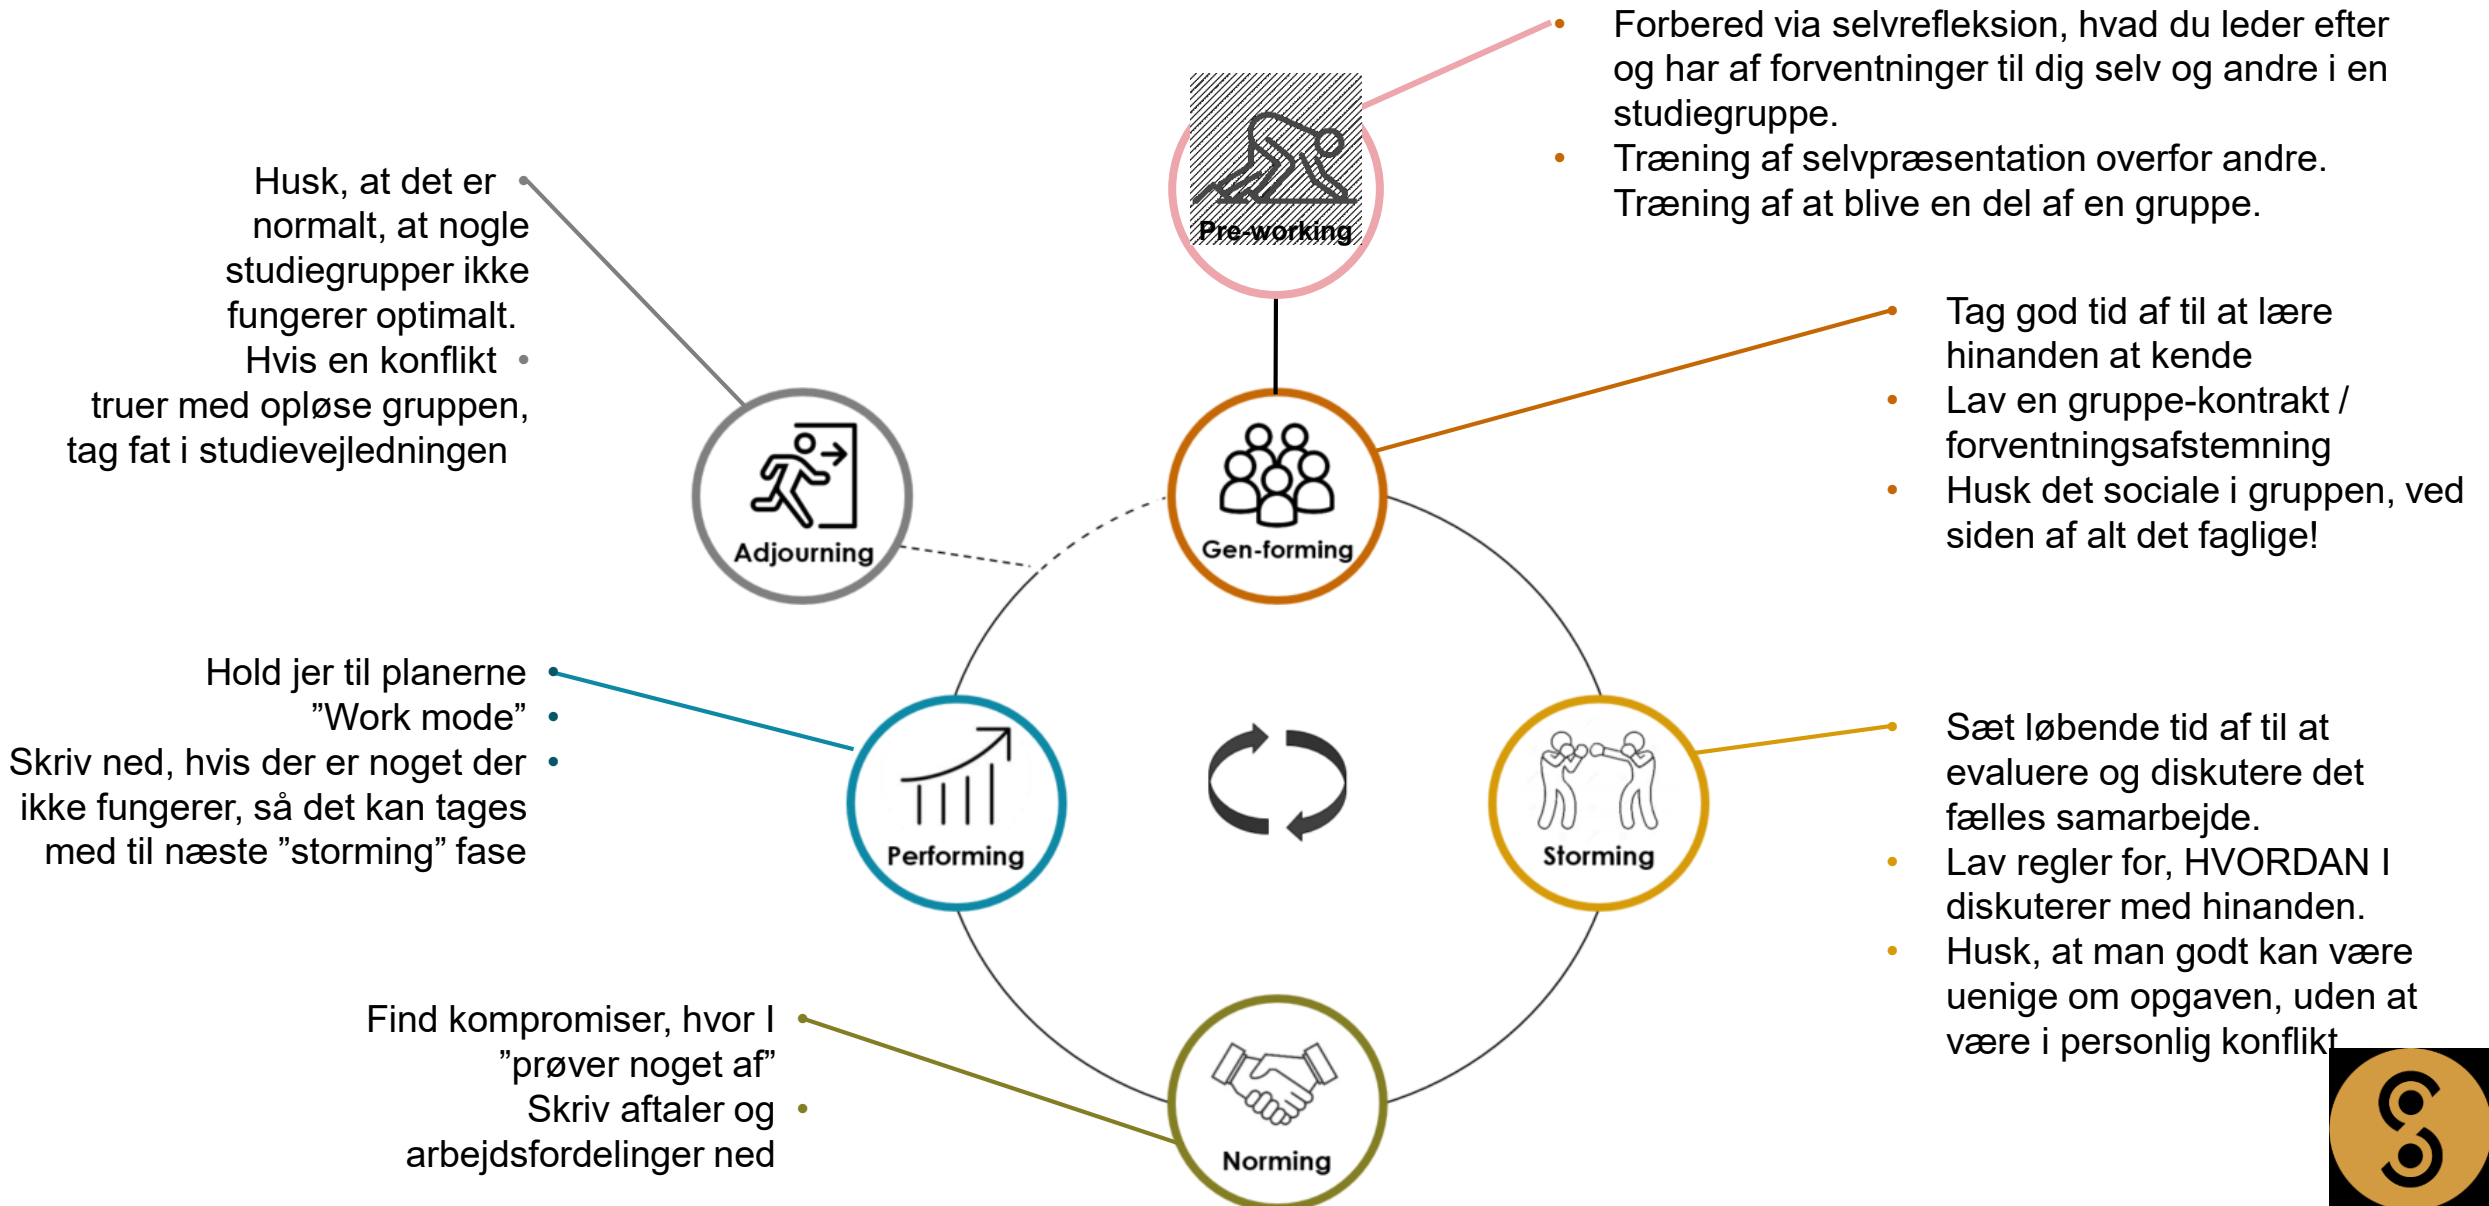 Forbered via selvrefleksion, hvad du leder efter
og har af forventninger til dig selv og andre i en
studiegruppe.
Træning af selvpræsentation overfor andre.
Træning af at blive en del af en gruppe.
Pre-working
Husk, at det er
normalt, at nogle
studiegrupper ikke
fungerer optimalt.
Hvis en konflikt
truer med opløse gruppen,
tag fat i studievejledningen
Adjourning
Gen-forming
Tag god tid af til at lære
hinanden at kende
Lav en gruppe-kontrakt /
forventningsafstemning
Husk det sociale i gruppen, ved
siden af alt det faglige!
Hold jer til planerne
”Work mode”
Skriv ned, hvis der er noget der
ikke fungerer, så det kan tages
med til næste ”storming” fase
Performing
Storming
Sæt løbende tid af til at
evaluere og diskutere det
fælles samarbejde.
Lav regler for, HVORDAN I
diskuterer med hinanden.
Husk, at man godt kan være
uenige om opgaven, uden at
være i personlig konflikt
Find kompromiser, hvor I
”prøver noget af”
Skriv aftaler og
arbejdsfordelinger ned
Norming